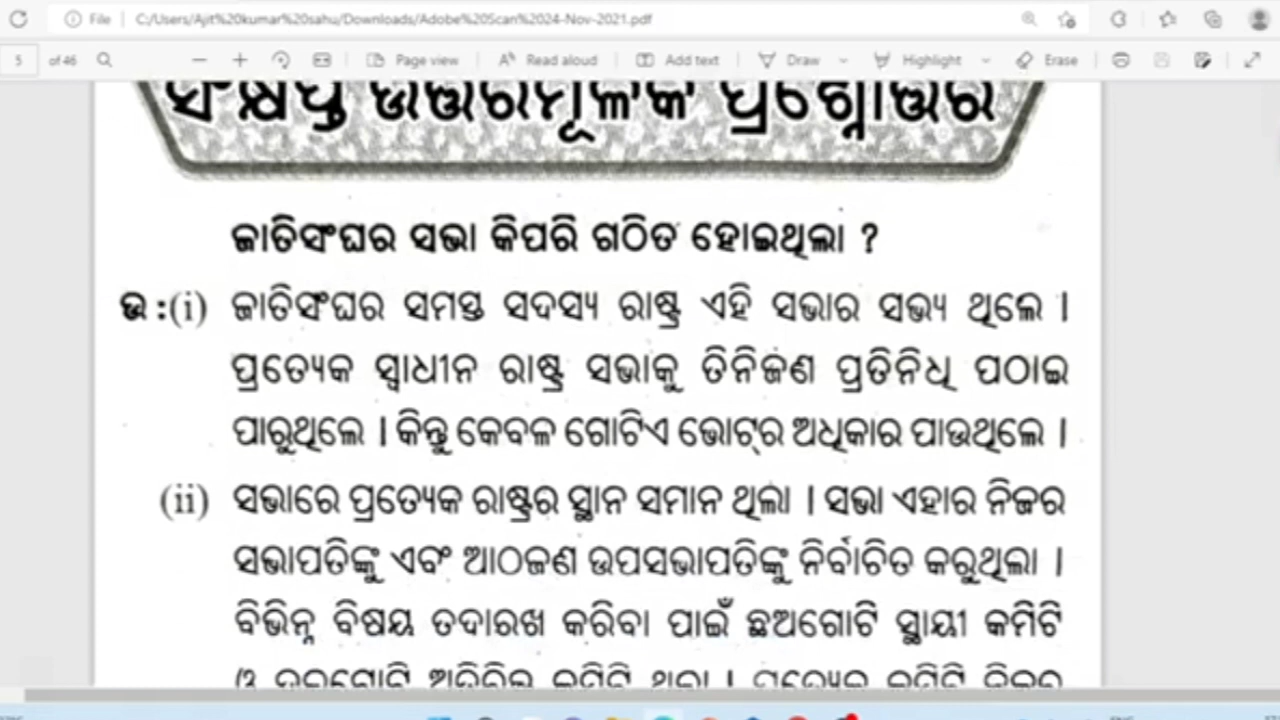 File C:/Users/Ajit%20kumar%20sahu/Downloads/Adobe%20Scan%2024-Nov-2021.pdf
5 of 46 Page view Read aloud Add text Draw Highlight Erase
ସଂକ୍ଷିପ୍ତ ଉତ୍ତରମୂଳକ ପ୍ରଶ୍ନୋତ୍ତର
ଜାତିସଂଘର ସଭା କିପରି ଗଠିତ ହୋଇଥିଲା ?
ଉ :(i) ଜାତିସଂଘର ସମସ୍ତ ସଦସ୍ୟ ରାଷ୍ଟ୍ର ଏହି ସଭାର ସଭ୍ୟ ଥିଲେ ।
ପ୍ରତ୍ୟେକ ସ୍ୱାଧୀନ ରାଷ୍ଟ୍ର ସଭାକୁ ତିନିଜଣ ପ୍ରତିନିଧି ପଠାଇ
ପାରୁଥିଲେ । କିନ୍ତୁ କେବଳ ଗୋଟିଏ ଭୋଟ୍‌ର ଅଧିକାର ପାଉଥିଲେ ।
(ii) ସଭାରେ ପ୍ରତ୍ୟେକ ରାଷ୍ଟ୍ରର ସ୍ଥାନ ସମାନ ଥିଲା । ସଭା ଏହାର ନିଜର
ସଭାପତିଙ୍କୁ ଏବଂ ଆଠଜଣ ଉପସଭାପତିଙ୍କୁ ନିର୍ବାଚିତ କରୁଥିଲା ।
ବିଭିନ୍ନ ବିଷୟ ତଦାରଖ କରିବା ପାଇଁ ଛଅଗୋଟି ସ୍ଥାୟୀ କମିଟି